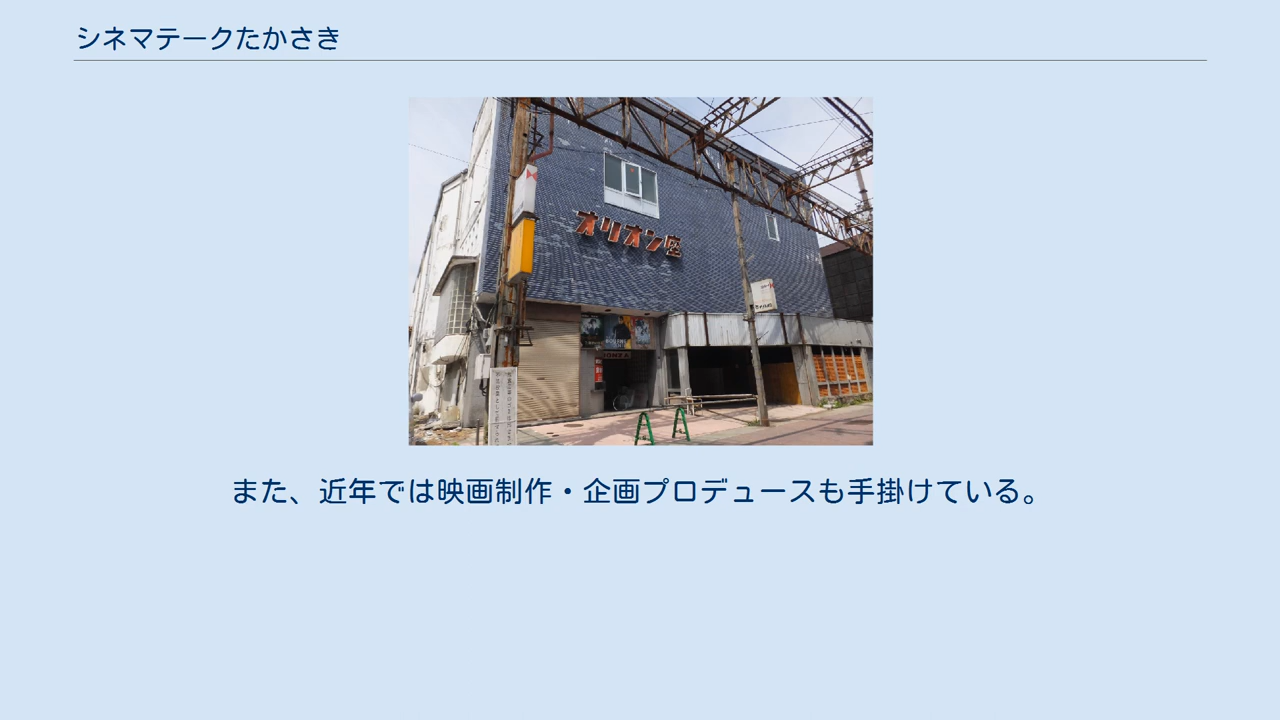 シネマテークたかさき
オリオン座
また、近年では映画制作・企画プロデュースも手掛けている。